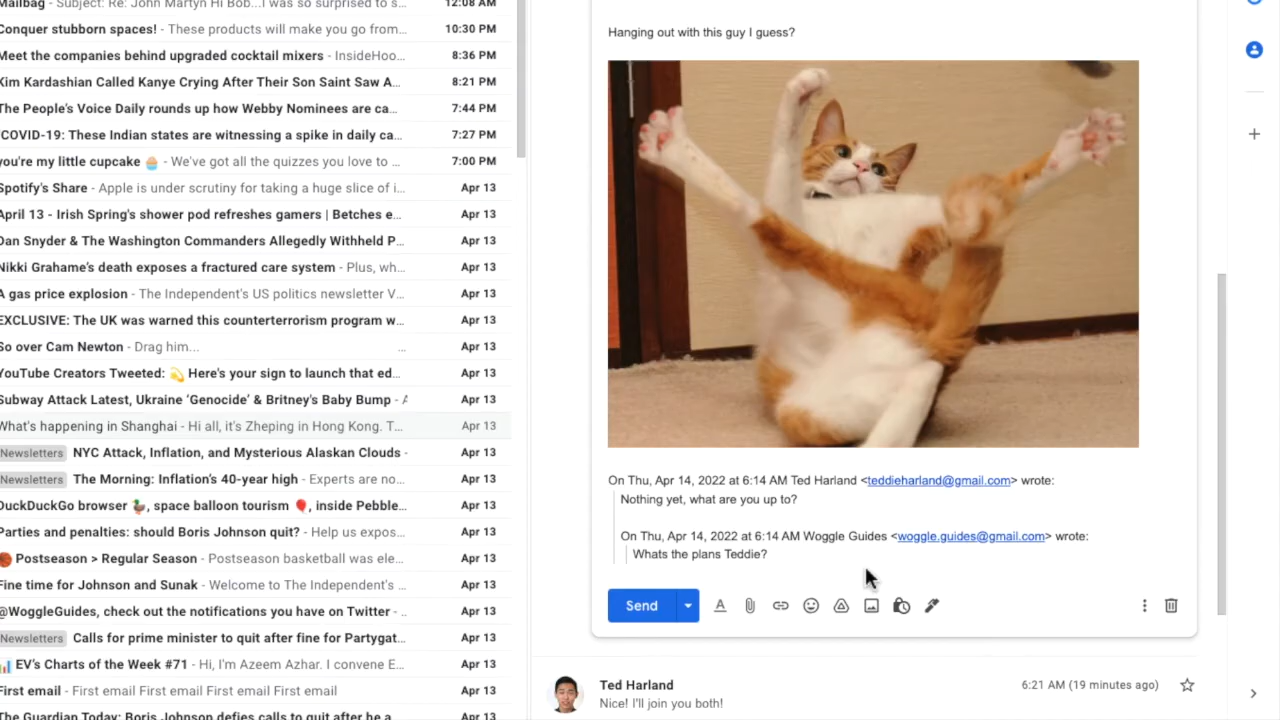 Mailbag - Subject: Re: John Martyn Hi Bob...I was so surprised to s... 12:08 AM
Conquer stubborn spaces! - These products will make you go from... 10:30 PM
Meet the companies behind upgraded cocktail mixers - InsideHoo... 8:36 PM
Kim Kardashian Called Kanye Crying After Their Son Saint Saw A... 8:21 PM
The People's Voice Daily rounds up how Webby Nominees are ca... 7:44 PM
COVID-19: These Indian states are witnessing a spike in daily ca... 7:27 PM
you're my little cupcake 🧁 - We've got all the quizzes you love to ... 7:00 PM
Spotify's Share - Apple is under scrutiny for taking a huge slice of i... Apr 13
April 13 - Irish Spring's shower pod refreshes gamers | Betches e... Apr 13
Dan Snyder & The Washington Commanders Allegedly Withheld P... Apr 13
Nikki Grahame's death exposes a fractured care system - Plus, wh... Apr 13
A gas price explosion - The Independent's US politics newsletter V... Apr 13
EXCLUSIVE: The UK was warned this counterterrorism program w... Apr 13
So over Cam Newton - Drag him... ... Apr 13
YouTube Creators Tweeted: 💫 Here's your sign to launch that ed... Apr 13
Subway Attack Latest, Ukraine ‘Genocide’ & Britney's Baby Bump - Apr 13
What's happening in Shanghai - Hi all, it's Zheping in Hong Kong. T... Apr 13
Newsletters NYC Attack, Inflation, and Mysterious Alaskan Clouds - Apr 13
Newsletters The Morning: Inflation's 40-year high - Experts are no... Apr 13
DuckDuckGo browser 🦆, space balloon tourism 🎈, inside Pebble... Apr 13
Parties and penalties: should Boris Johnson quit? - Help us expos... Apr 13
🏀 Postseason > Regular Season - Postseason basketball was ele... Apr 13
Fine time for Johnson and Sunak - Welcome to The Independent's ... Apr 13
@WoggleGuides, check out the notifications you have on Twitter - ... Apr 13
Newsletters Calls for prime minister to quit after fine for Partygat... Apr 13
📊 EV's Charts of the Week #71 - Hi, I'm Azeem Azhar. I convene E... Apr 13
First email - First email First email First email First email Apr 13
The Guardian Today: Boris Johnson defies calls to quit after he a... Apr 13
Hanging out with this guy I guess?
On Thu, Apr 14, 2022 at 6:14 AM Ted Harland <teddieharland@gmail.com> wrote:
Nothing yet, what are you up to?
On Thu, Apr 14, 2022 at 6:14 AM Woggle Guides <woggle.guides@gmail.com> wrote:
Whats the plans Teddie?
Send
Ted Harland 6:21 AM (19 minutes ago)
Nice! I'll join you both!